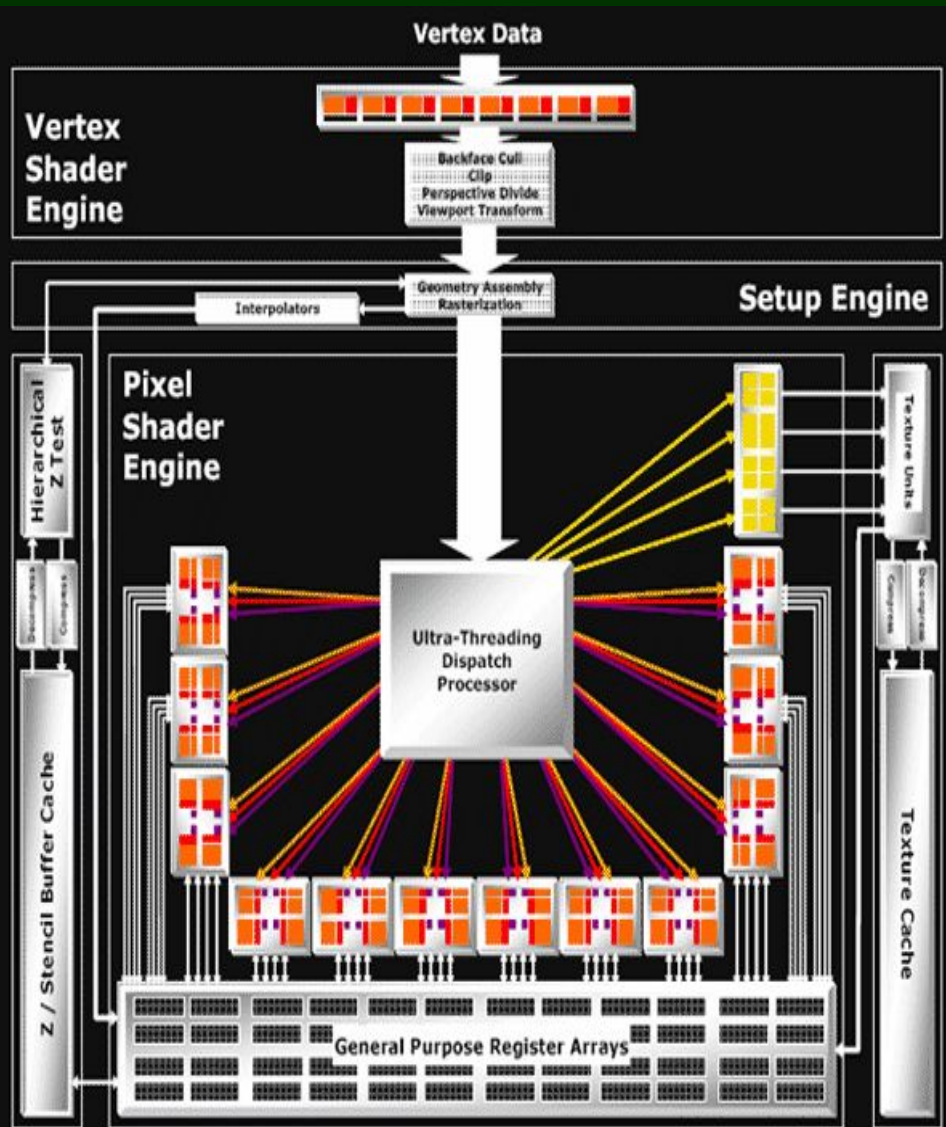 Vertex Data
Vertex
Shader
Engine
Backface Cull
Clip
Perspective Divide
Viewport Transform
Geometry Assembly
Rasterization
Interpolators
Setup Engine
Hierarchical
Z Test
Pixel
Shader
Engine
Texture Units
Decompress
Compress
Compress
Decompress
Ultra-Threading
Dispatch
Processor
Z / Stencil Buffer Cache
Texture Cache
General Purpose Register Arrays